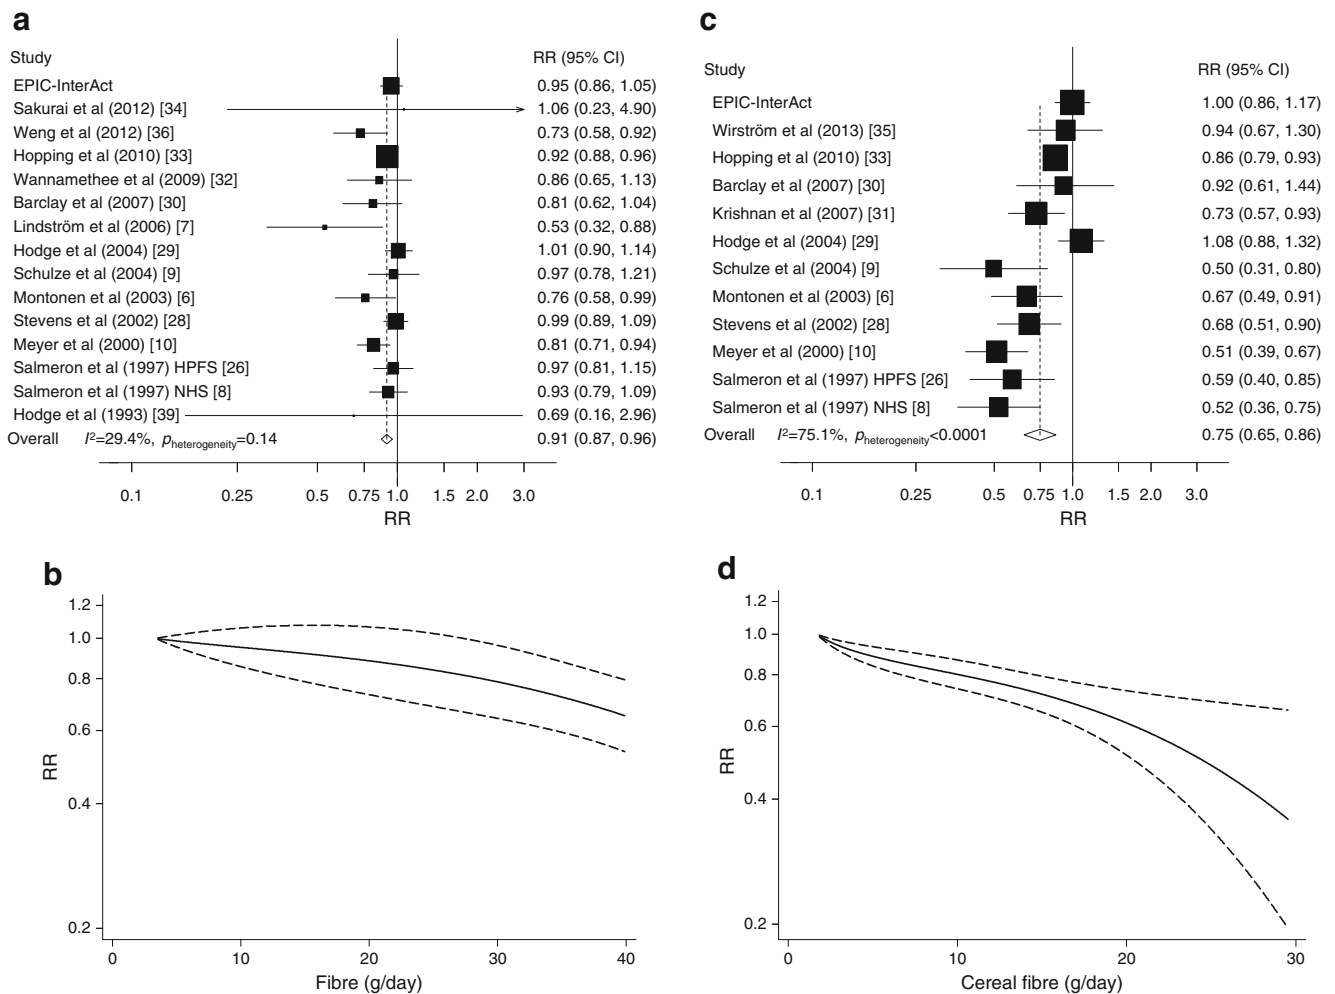 a
Study RR (95% CI)
EPIC-InterAct 0.95 (0.86, 1.05)
Sakurai et al (2012) [34] 1.06 (0.23, 4.90)
Weng et al (2012) [36] 0.73 (0.58, 0.92)
Hopping et al (2010) [33] 0.92 (0.88, 0.96)
Wannamethee et al (2009) [32] 0.86 (0.65, 1.13)
Barclay et al (2007) [30] 0.81 (0.62, 1.04)
Lindström et al (2006) [7] 0.53 (0.32, 0.88)
Hodge et al (2004) [29] 1.01 (0.90, 1.14)
Schulze et al (2004) [9] 0.97 (0.78, 1.21)
Montonen et al (2003) [6] 0.76 (0.58, 0.99)
Stevens et al (2002) [28] 0.99 (0.89, 1.09)
Meyer et al (2000) [10] 0.81 (0.71, 0.94)
Salmeron et al (1997) HPFS [26] 0.97 (0.81, 1.15)
Salmeron et al (1997) NHS [8] 0.93 (0.79, 1.09)
Hodge et al (1993) [39] 0.69 (0.16, 2.96)
Overall I²=29.4%, pheterogeneity=0.14 0.91 (0.87, 0.96)
0.1 0.25 0.5 0.75 1.0 1.5 2.0 3.0
RR
c
Study RR (95% CI)
EPIC-InterAct 1.00 (0.86, 1.17)
Wirström et al (2013) [35] 0.94 (0.67, 1.30)
Hopping et al (2010) [33] 0.86 (0.79, 0.93)
Barclay et al (2007) [30] 0.92 (0.61, 1.44)
Krishnan et al (2007) [31] 0.73 (0.57, 0.93)
Hodge et al (2004) [29] 1.08 (0.88, 1.32)
Schulze et al (2004) [9] 0.50 (0.31, 0.80)
Montonen et al (2003) [6] 0.67 (0.49, 0.91)
Stevens et al (2002) [28] 0.68 (0.51, 0.90)
Meyer et al (2000) [10] 0.51 (0.39, 0.67)
Salmeron et al (1997) HPFS [26] 0.59 (0.40, 0.85)
Salmeron et al (1997) NHS [8] 0.52 (0.36, 0.75)
Overall I²=75.1%, pheterogeneity<0.0001 0.75 (0.65, 0.86)
0.1 0.25 0.5 0.75 1.0 1.5 2.0 3.0
RR
b
1.2
1.0
0.8
0.6
0.4
0.2
RR
0 10 20 30 40
Fibre (g/day)
d
1.2
1.0
0.8
0.6
0.4
0.2
RR
0 10 20 30
Cereal fibre (g/day)